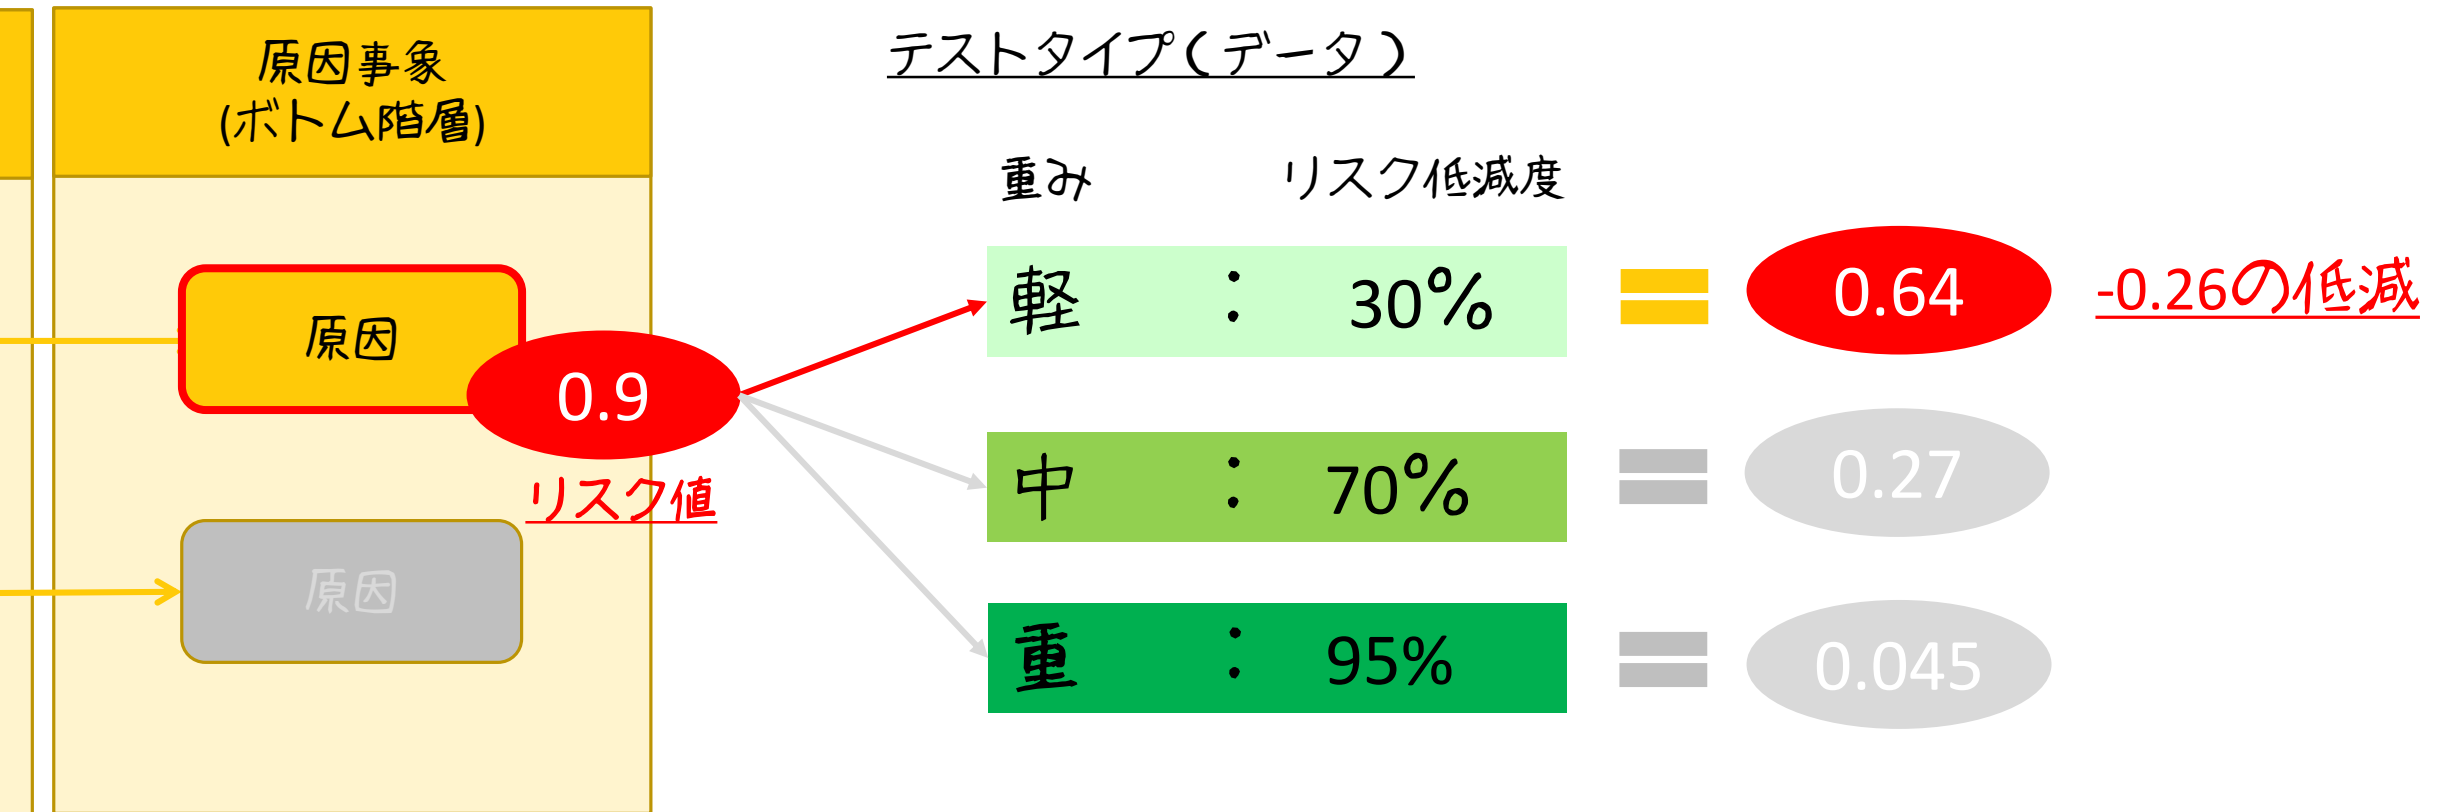 原因事象
(ボトム階層)
原因
0.9
リスク値
原因
テストタイプ(データ)
重み リスク低減度
軽 : 30% = 0.64 -0.26の低減
中 : 70% = 0.27
重 : 95% = 0.045